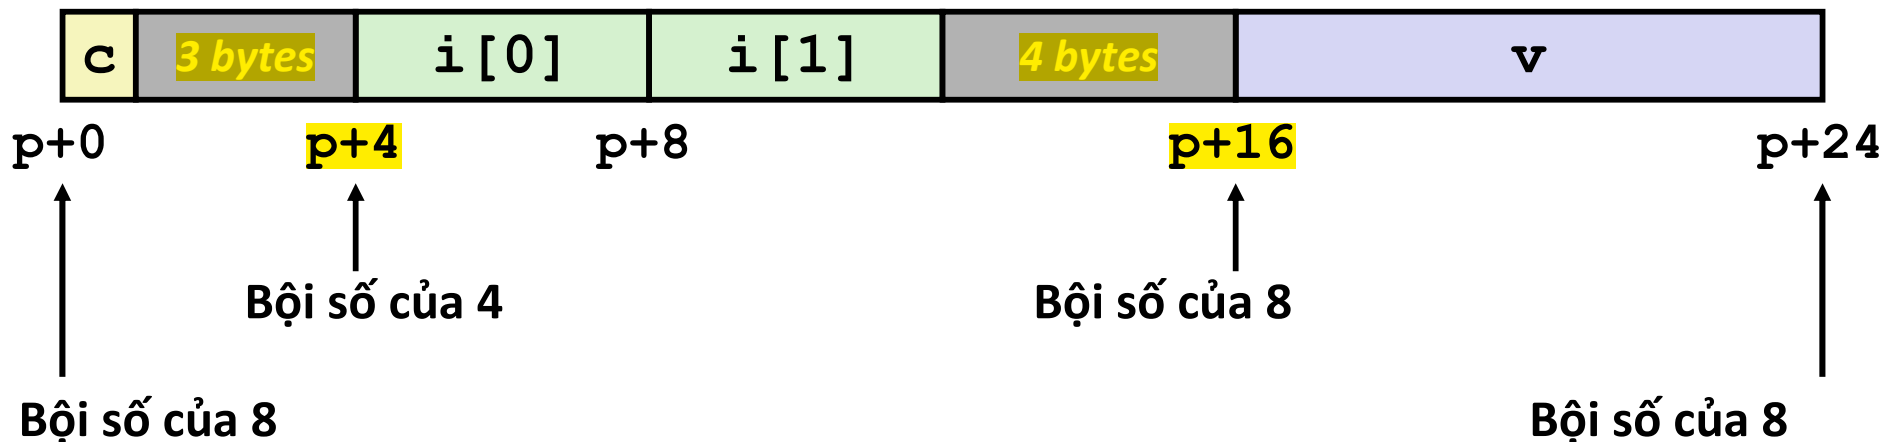 c 3 bytes i[0] i[1] 4 bytes v
p+0 p+4 p+8 p+16 p+24
Bội số của 4 Bội số của 8
Bội số của 8 Bội số của 8